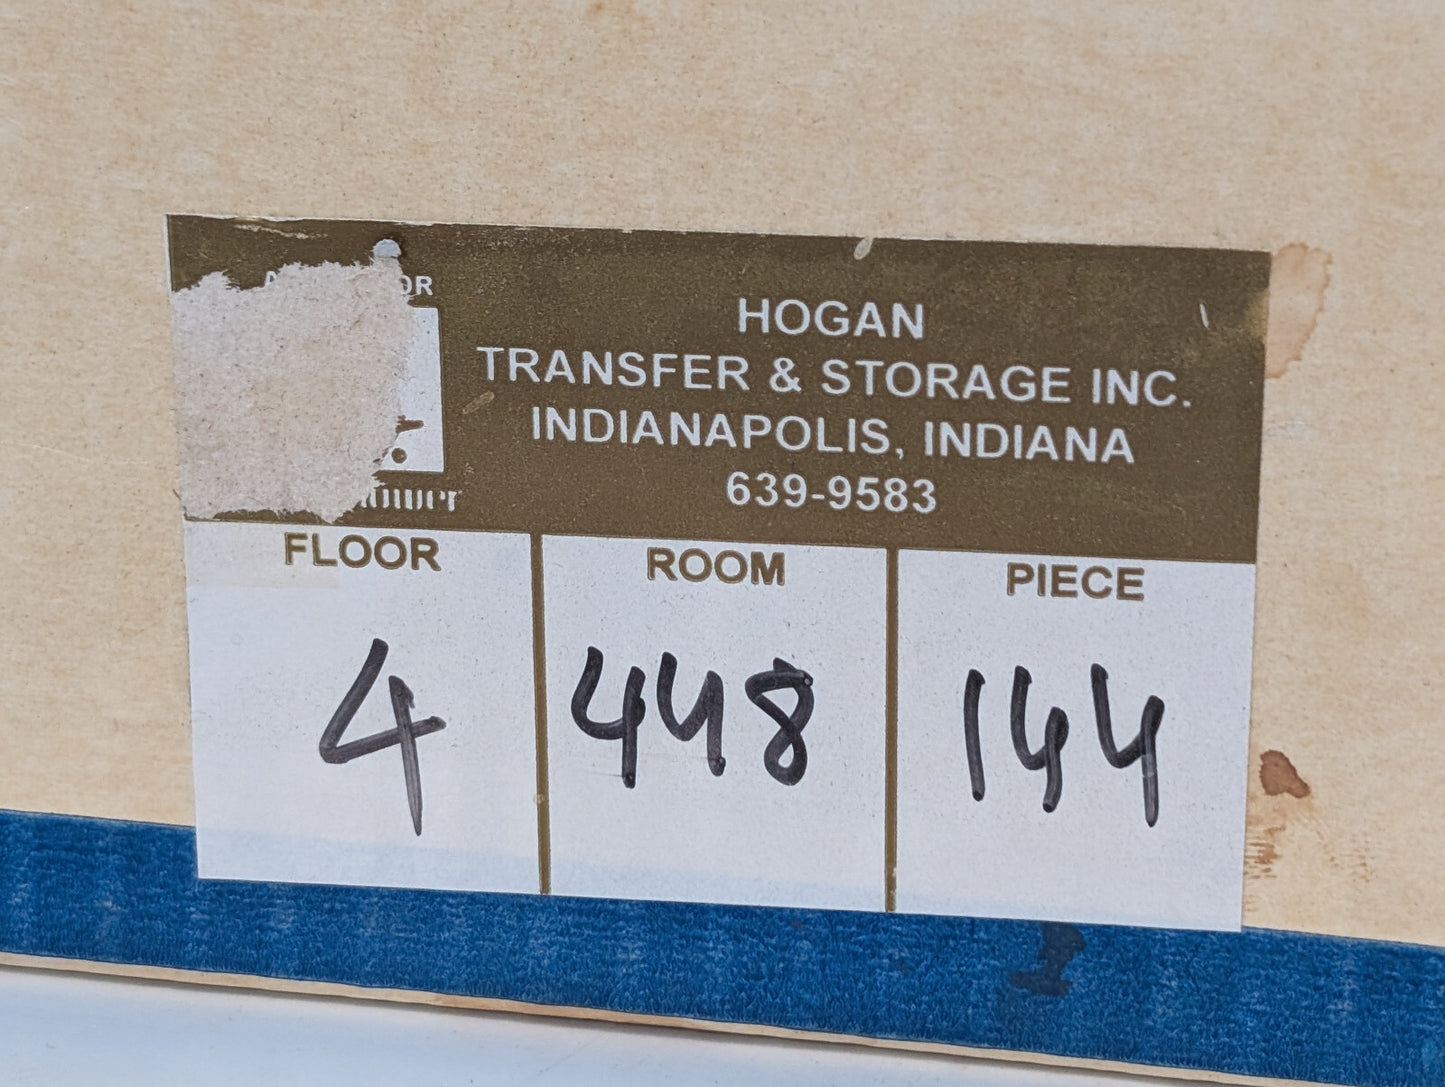 HOGAN
TRANSFER & STORAGE INC.
INDIANAPOLIS, INDIANA
639-9583
FLOOR ROOM PIECE
4 448 144